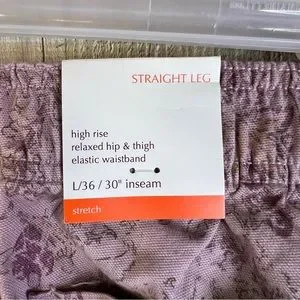 STRAIGHT LEG
high rise
relaxed hip & thigh
elastic waistband
L/36 / 30" inseam
stretch